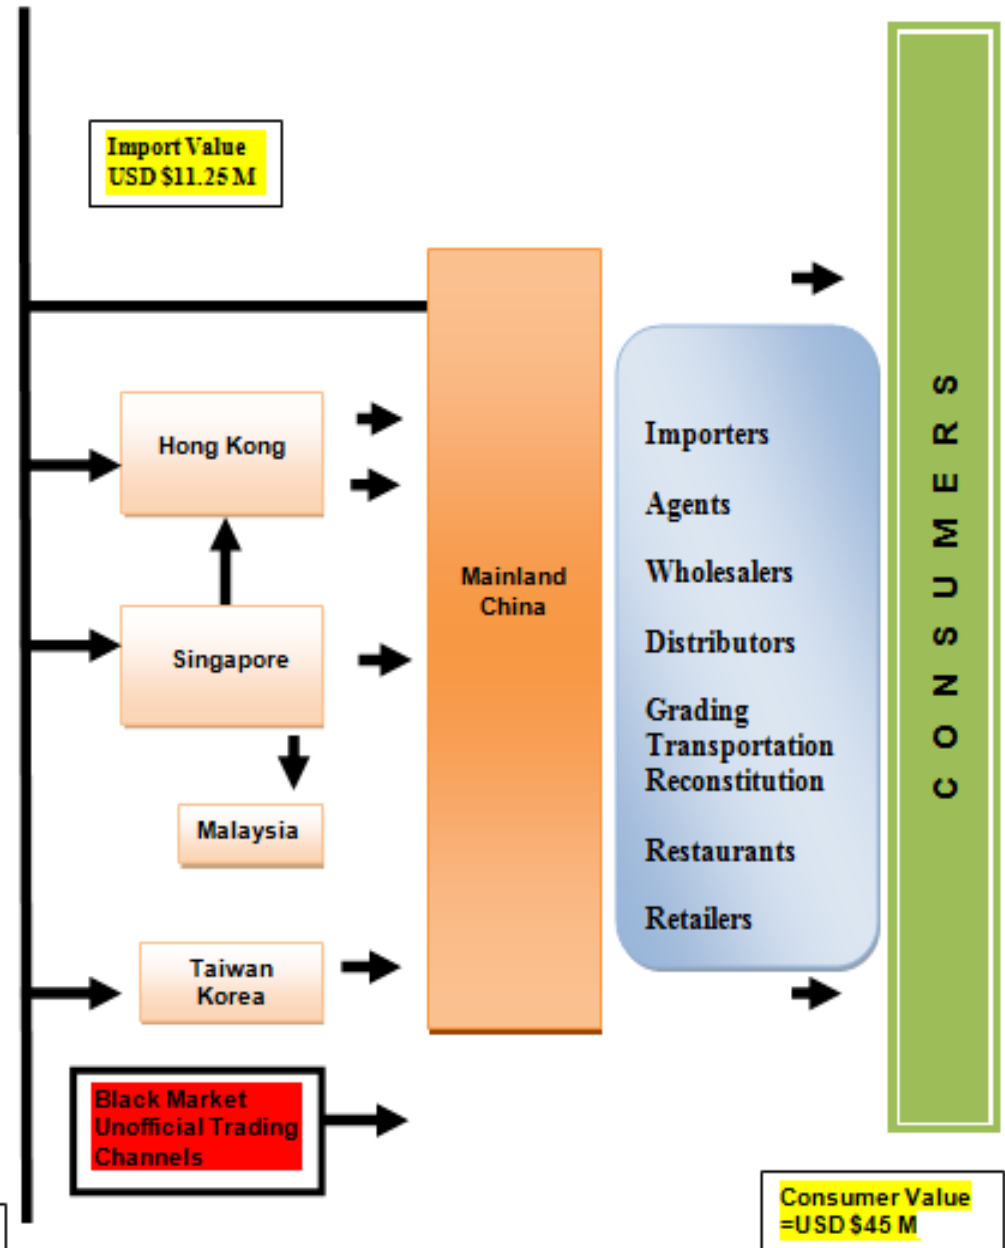 Import Value
USD $11.25 M
Hong Kong
Singapore
Malaysia
Taiwan
Korea
Black Market
Unofficial Trading
Channels
Mainland
China
Importers
Agents
Wholesalers
Distributors
Grading
Transportation
Reconstitution
Restaurants
Retailers
CONSUMERS
Consumer Value
=USD $45 M